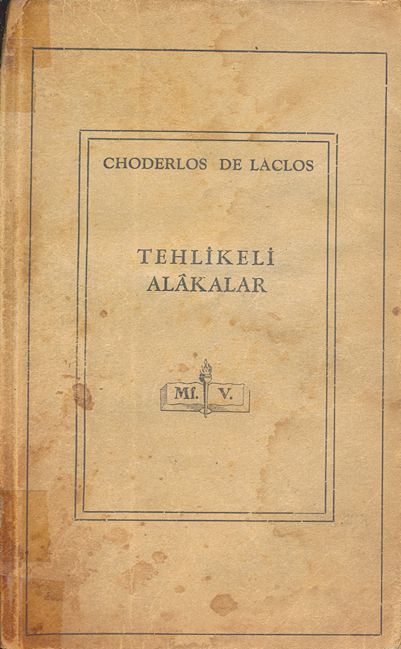 CHODERLOS DE LACLOS
TEHLİKELİ
ALÂKALAR
Mf. V.